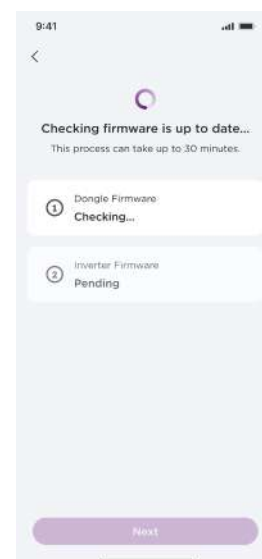 9:41
Checking firmware is up to date...
This process can take up to 30 minutes.
1
Dongle Firmware
Checking...
2
Inverter Firmware
Pending
Next